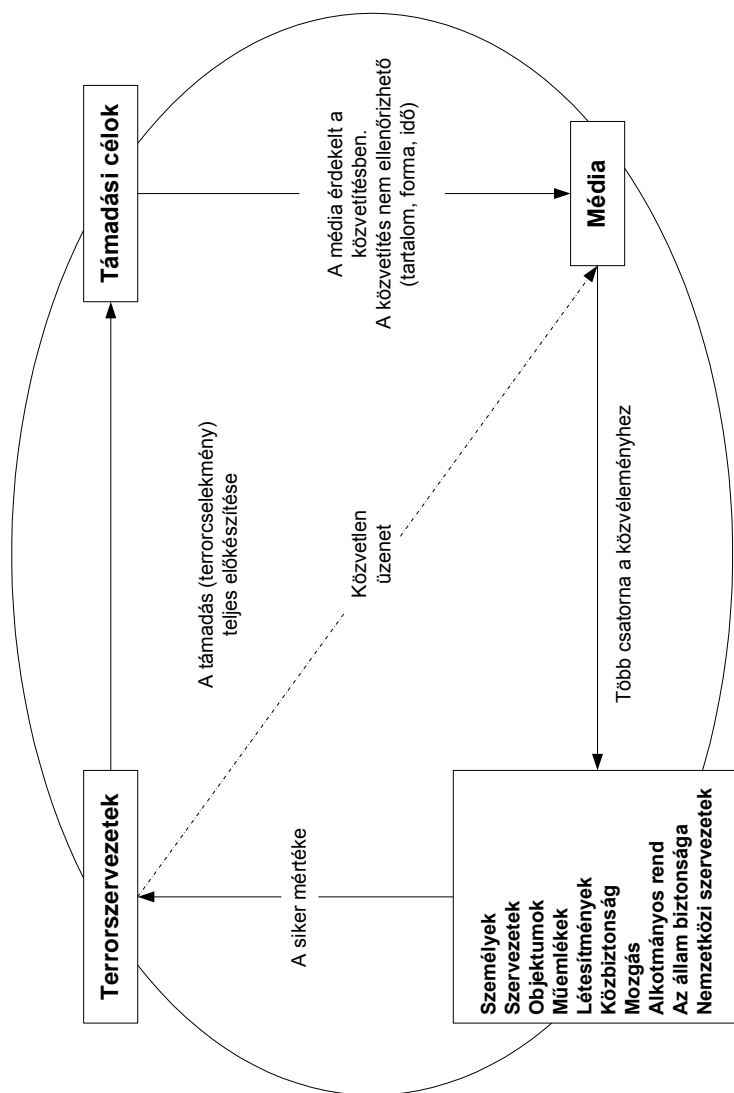 Terrorszervezetek
Támadási célok
A támadás (terrorcselekmény)
teljes előkészítése
A siker mértéke
Közvetlen
üzenet
A média érdekelt a
közvetítésben.
A közvetítés nem ellenőrizhető
(tartalom, forma, idő)
Személyek
Szervezetek
Objektumok
Műemlékek
Létesítmények
Közbiztonság
Mozgás
Alkotmányos rend
Az állam biztonsága
Nemzetközi szervezetek
Több csatorna a közvéleményhez
Média